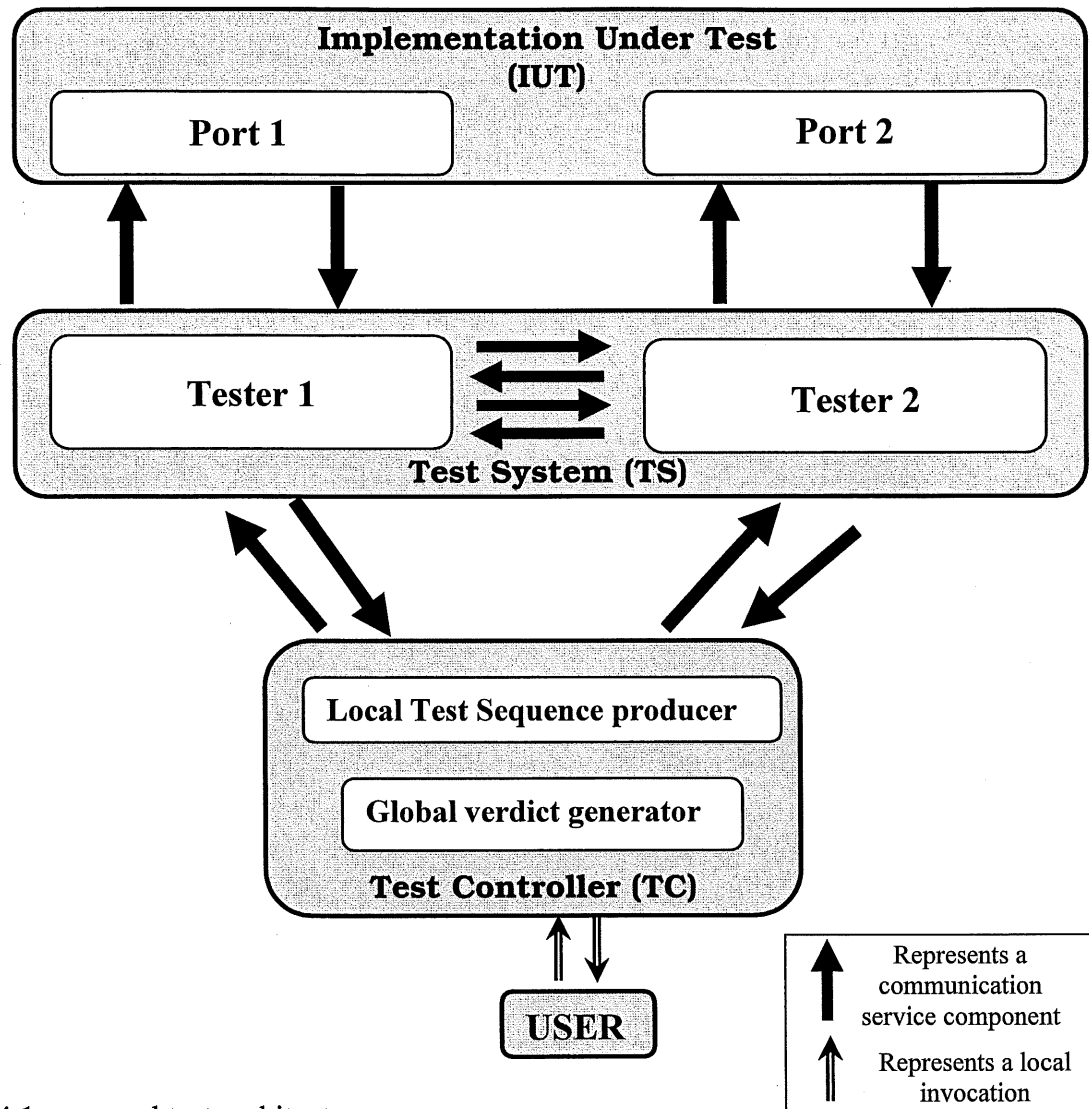 Implementation Under Test
(IUT)
Port 1
Port 2
Tester 1
Tester 2
Test System (TS)
Local Test Sequence producer
Global verdict generator
Test Controller (TC)
USER
Represents a
communication
service component
Represents a local
invocation